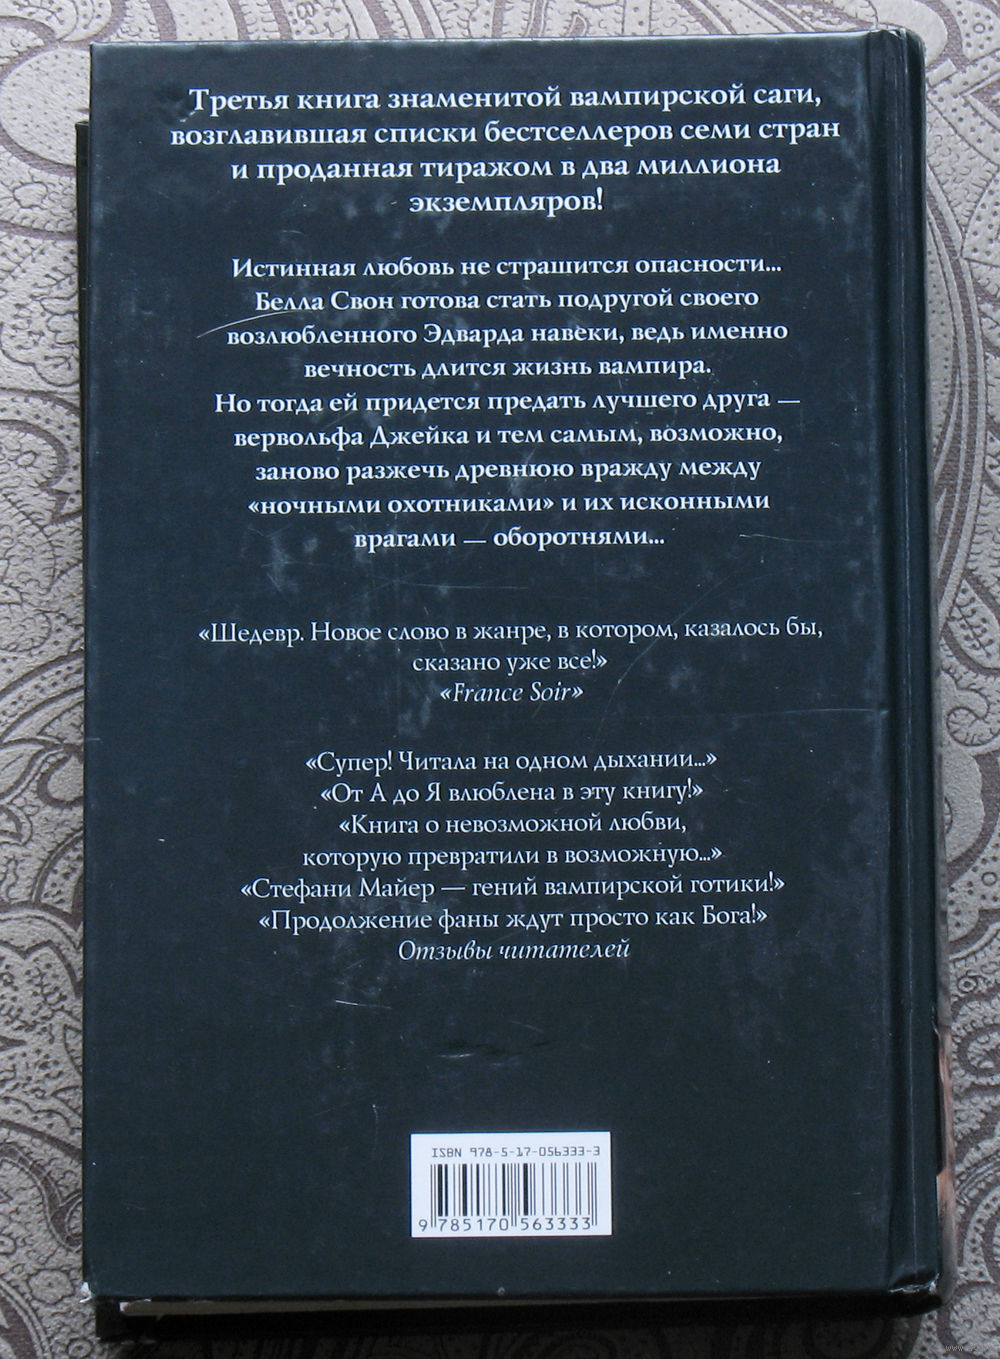 Третья книга знаменитой вампирской саги,
возглавившая списки бестселлеров семи стран
и проданная тиражом в два миллиона
экземпляров!
Истинная любовь не страшится опасности...
Белла Свон готова стать подругой своего
возлюбленного Эдварда навеки, ведь именно
вечность длится жизнь вампира.
Но тогда ей придется предать лучшего друга —
вервольфа Джейка и тем самым, возможно,
заново разжечь древнюю вражду между
«ночными охотниками» и их исконными
врагами — оборотнями...
«Шедевр. Новое слово в жанре, в котором, казалось бы,
сказано уже все!»
«France Soir»
«Супер! Читала на одном дыхании...»
«От А до Я влюблена в эту книгу!»
«Книга о невозможной любви,
которую превратили в возможную...»
«Стефани Майер — гений вампирской готики!»
«Продолжение фаны ждут просто как Бога!»
Отзывы читателей
ISBN 978-5-17-056333-3
9 785170 563333